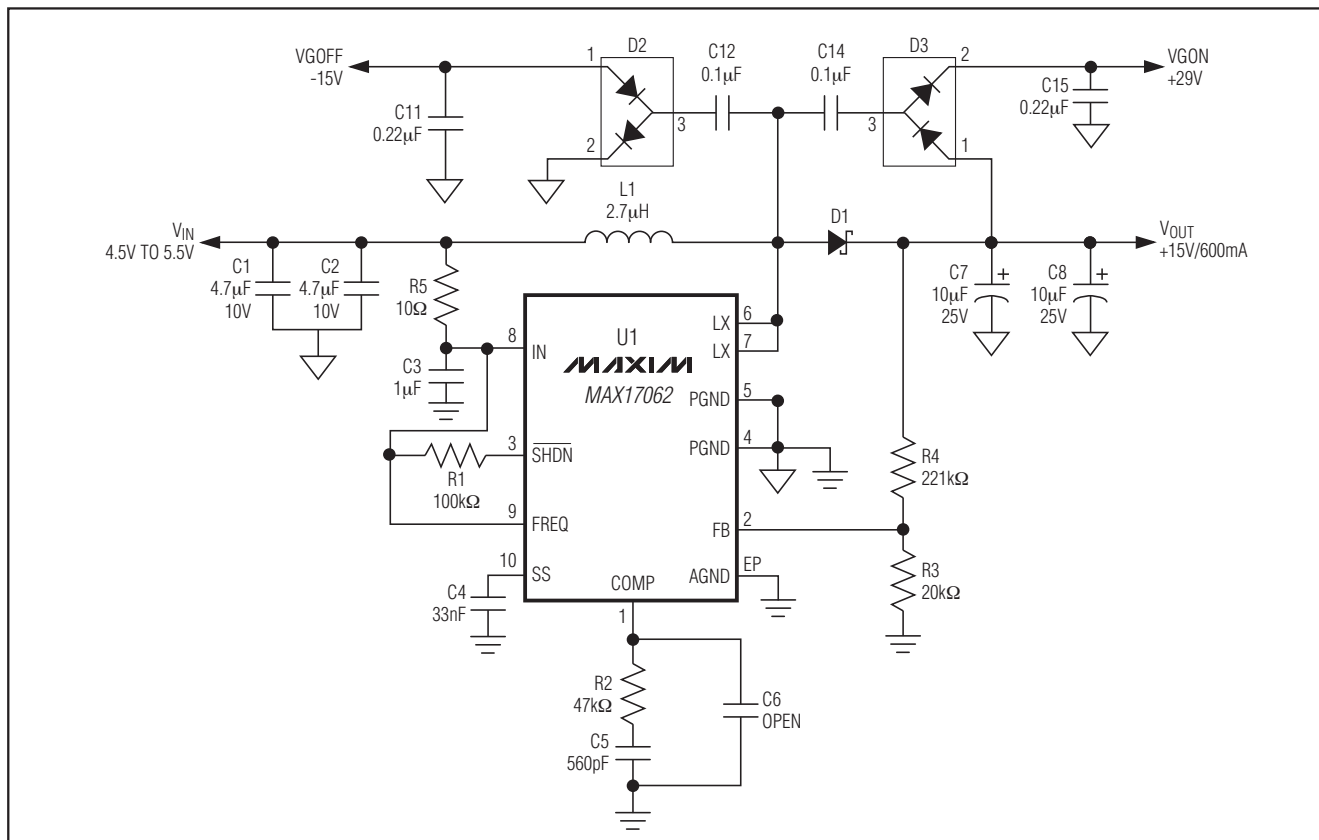 VGOFF
-15V
1
D2
C12
0.1µF
C14
0.1µF
D3
2
VGON
+29V
C11
0.22µF
3
3
C15
0.22µF
2
1
L1
2.7µH
VIN
4.5V TO 5.5V
D1
VOUT
+15V/600mA
C1
4.7µF
10V
C2
4.7µF
10V
R5
10Ω
C7
10µF
25V
+
C8
10µF
25V
+
8
IN
U1
MAXIM
MAX17062
LX
6
LX
7
C3
1µF
PGND
5
3
SHDN
PGND
4
R1
100kΩ
R4
221kΩ
9
FREQ
FB
2
10
SS
AGND
EP
R3
20kΩ
C4
33nF
COMP
1
R2
47kΩ
C6
OPEN
C5
560pF